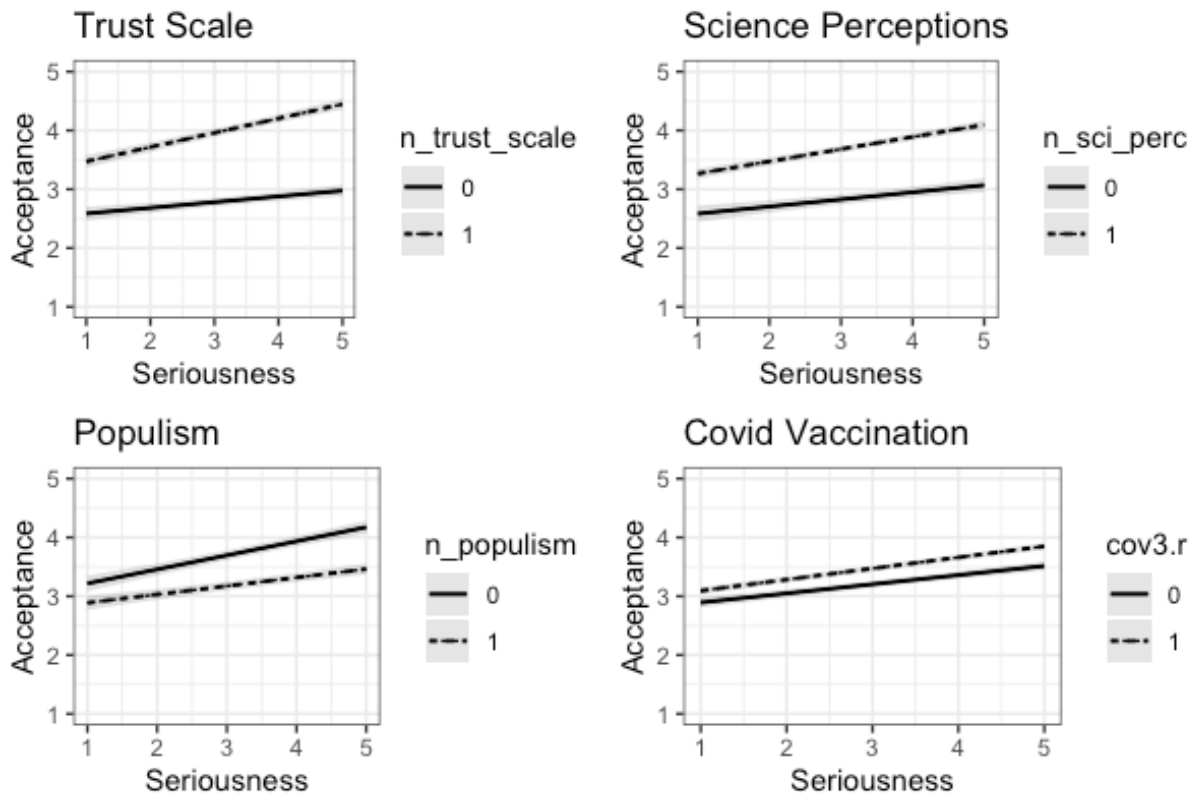 Trust Scale
5
4
3
2
1
Acceptance
1 2 3 4 5
Seriousness
n_trust_scale
0
1
Science Perceptions
5
4
3
2
1
Acceptance
1 2 3 4 5
Seriousness
n_sci_perc
0
1
Populism
5
4
3
2
1
Acceptance
1 2 3 4 5
Seriousness
n_populism
0
1
Covid Vaccination
5
4
3
2
1
Acceptance
1 2 3 4 5
Seriousness
cov3.r
0
1